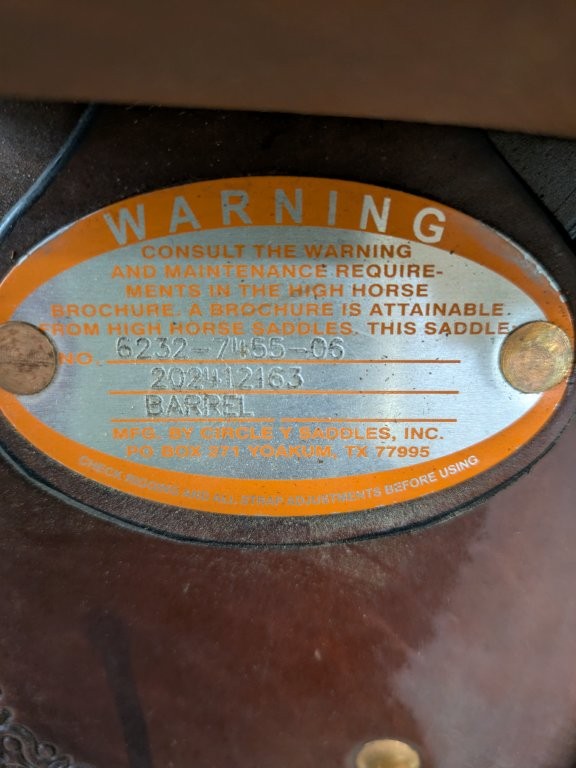 WARNING
CONSULT THE WARNING
AND MAINTENANCE REQUIRE-
MENTS IN THE HIGH HORSE
BROCHURE. A BROCHURE IS ATTAINABLE
FROM HIGH HORSE SADDLES. THIS SADDLE
NO. 6232-7455-06
202412163
BARREL
MFG. BY CIRCLE Y SADDLES, INC.
PO BOX 271 YOAKUM, TX 77995
CHECK RIGGING AND ALL STRAP ADJUSTMENTS BEFORE USING